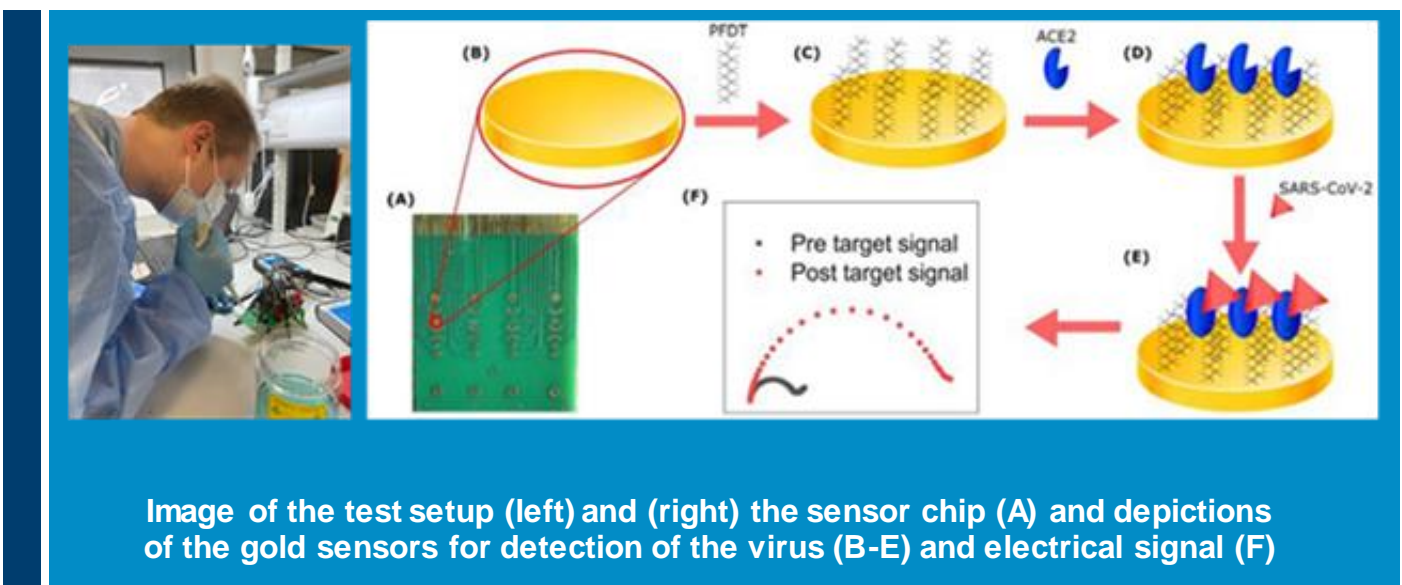 (B)
PFDT
(C)
ACE2
(D)
SARS-CoV-2
(A)
(F)
Pre target signal
Post target signal
(E)
Image of the test setup (left) and (right) the sensor chip (A) and depictions
of the gold sensors for detection of the virus (B-E) and electrical signal (F)